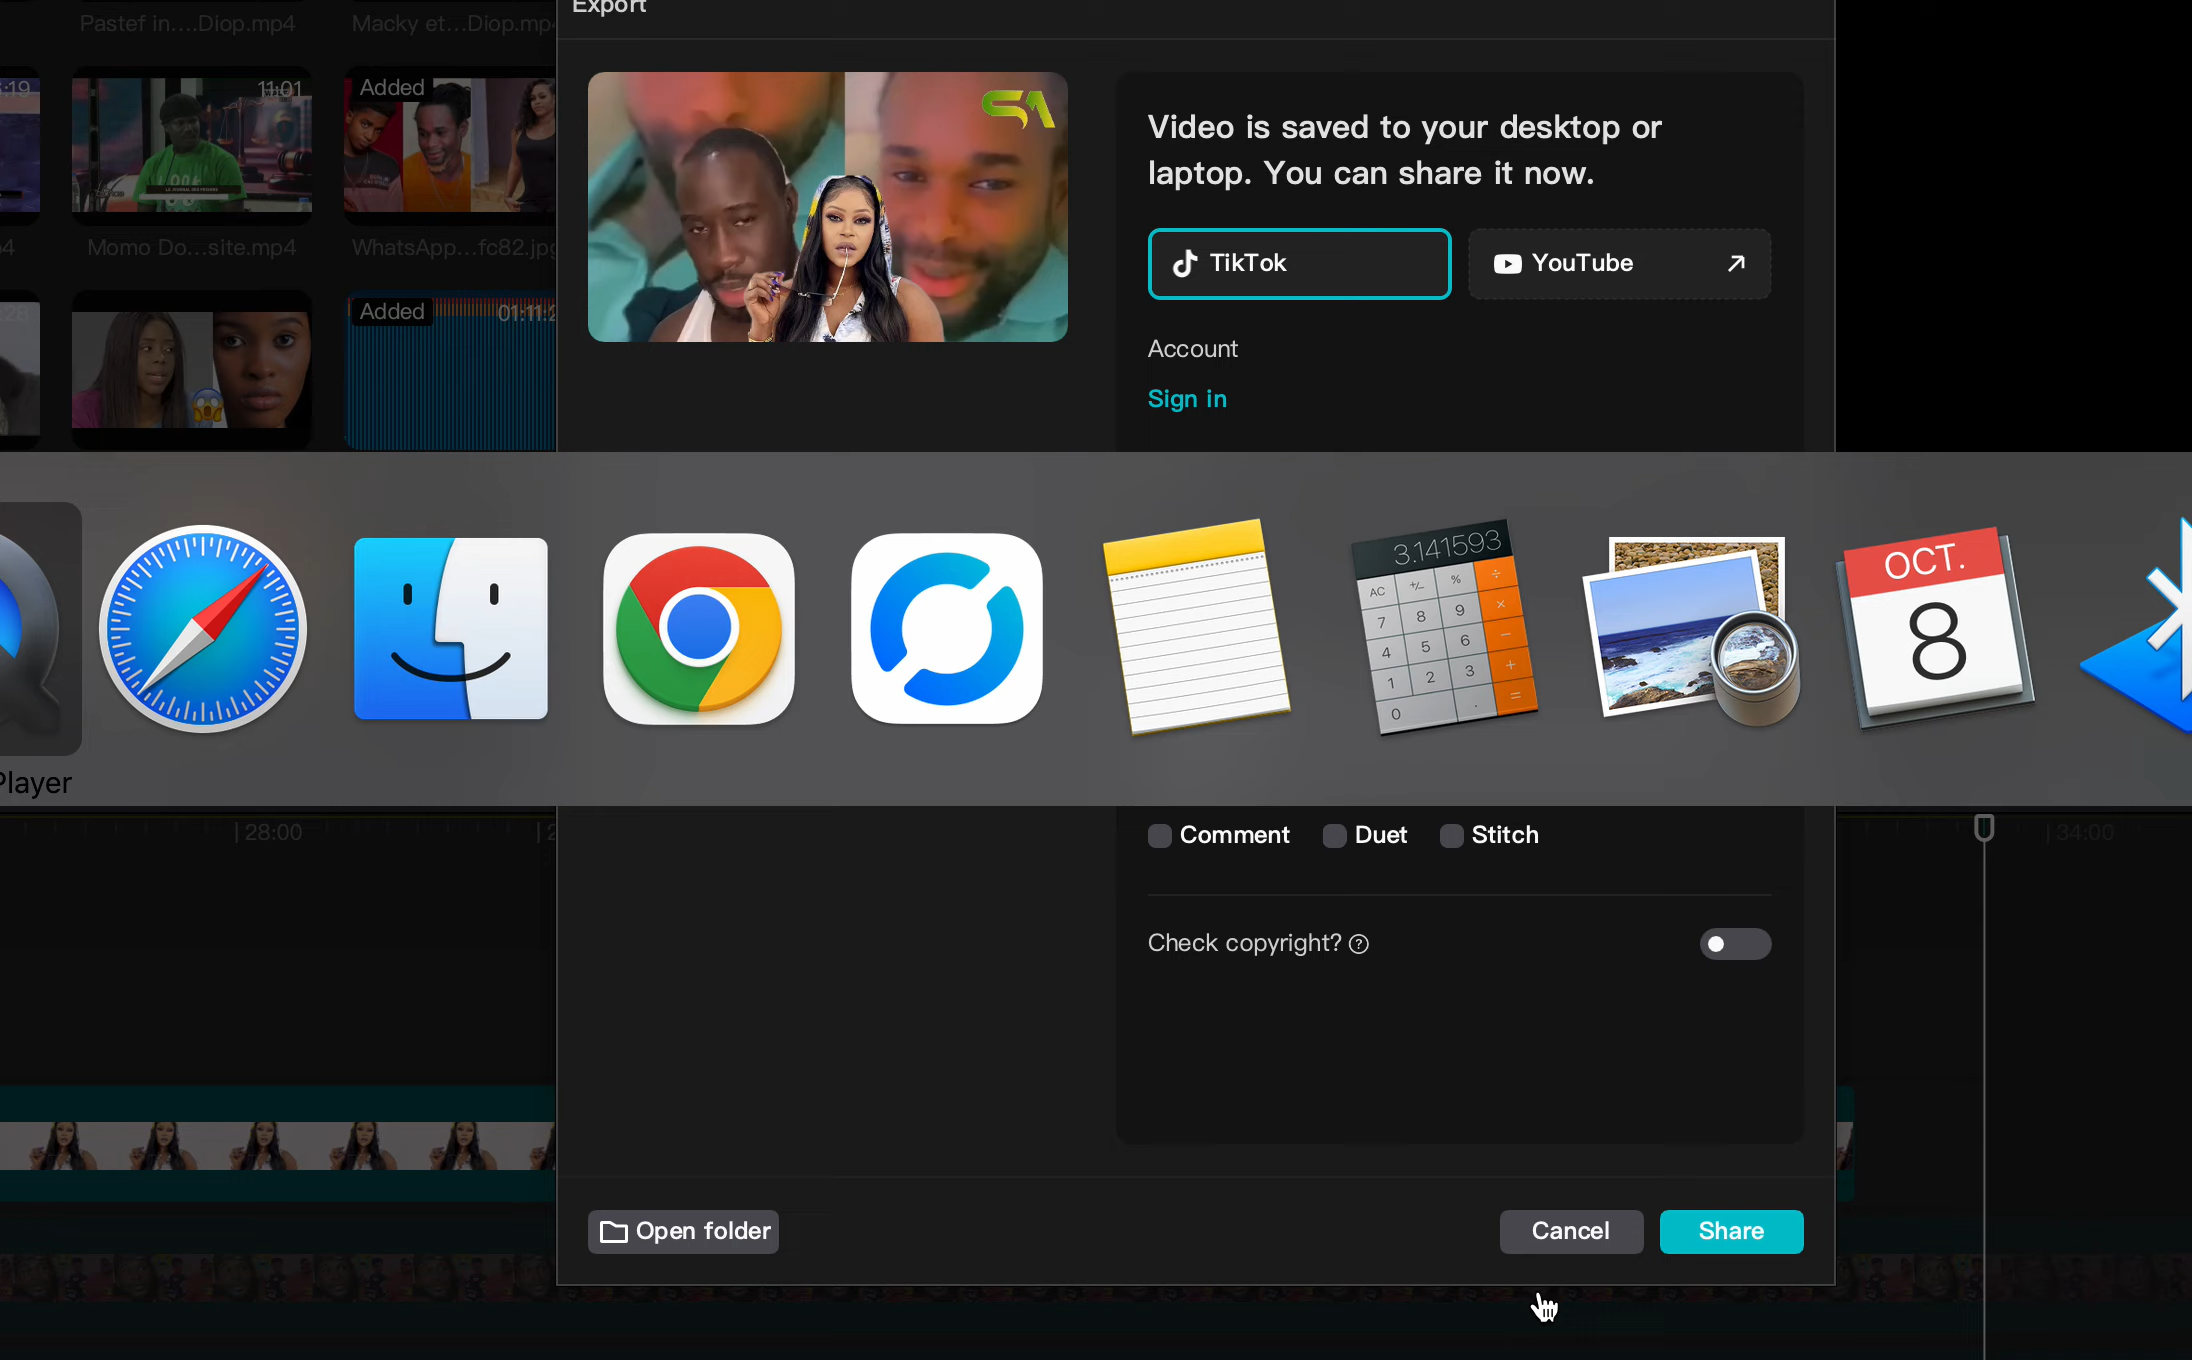 Export
Pastef in....Diop.mp4
Macky et...Diop.mp4
11:01
Added
Momo Do...site.mp4
WhatsApp...fc82.jpg
Added
Video is saved to your desktop or
laptop. You can share it now.
TikTok
YouTube
Account
Sign in
3.141593
AC +/- % ÷
7 8 9 ×
4 5 6 −
1 2 3 +
0 . =
OCT.
8
Player
28:00
34:00
Comment
Duet
Stitch
Check copyright?
Open folder
Cancel
Share